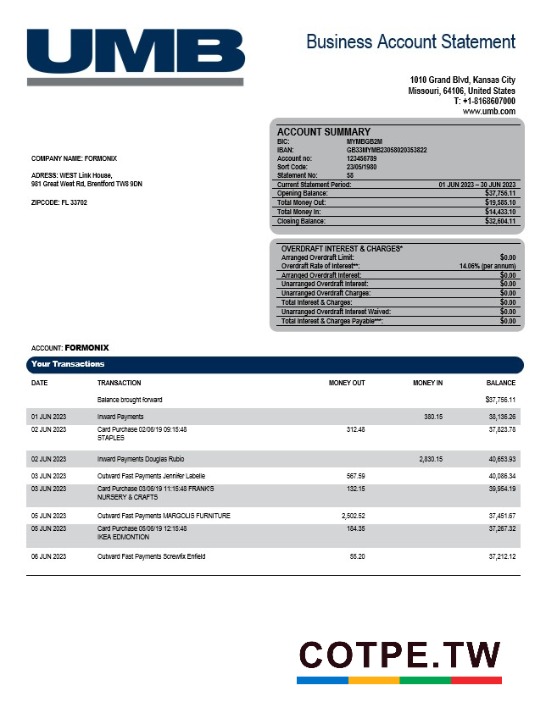 UMB
Business Account Statement
1010 Grand Blvd, Kansas City
Missouri, 64106, United States
T: +1-8168607000
www.umb.com
COMPANY NAME: FORMONIX
ADRESS: WEST Link House,
981 Great West Rd, Brentford TW8 9DN
ZIPCODE: FL 33702
ACCOUNT SUMMARY
BIC: MYMBGB2M
IBAN: GB33MYMB23058020353822
Account no: 123456789
Sort Code: 23/05/1980
Statement No: 38
Current Statement Period: 01 JUN 2023 – 30 JUN 2023
Opening Balance: $37,756.11
Total Money Out: $19,585.10
Total Money In: $14,433.10
Closing Balance: $32,604.11
OVERDRAFT INTEREST & CHARGES*
Arranged Overdraft Limit: $0.00
Overdraft Rate of Interest**: 14.06% (per annum)
Arranged Overdraft Interest: $0.00
Unarranged Overdraft Interest: $0.00
Unarranged Overdraft Charges: $0.00
Total Interest & Charges: $0.00
Unarranged Overdraft Interest Waived: $0.00
Total Interest & Charges Payable***: $0.00
ACCOUNT: FORMONIX
Your Transactions
DATE TRANSACTION MONEY OUT MONEY IN BALANCE
Balance brought forward $37,756.11
01 JUN 2023 Inward Payments 380.15 38,136.26
02 JUN 2023 Card Purchase 02/06/19 09:15:48 312.48 37,823.78
STAPLES
02 JUN 2023 Inward Payments Douglas Rubio 2,830.15 40,653.93
03 JUN 2023 Outward Fast Payments Jennifer Labelle 567.59 40,086.34
03 JUN 2023 Card Purchase 03/06/19 11:15:48 FRANK'S 132.15 39,954.19
NURSERY & CRAFTS
05 JUN 2023 Outward Fast Payments MARGOLIS FURNITURE 2,502.52 37,451.67
05 JUN 2023 Card Purchase 05/06/19 12:15:48 184.35 37,267.32
IKEA EDMONTION
06 JUN 2023 Outward Fast Payments Screwfix Enfield 55.20 37,212.12
COTPE.TW